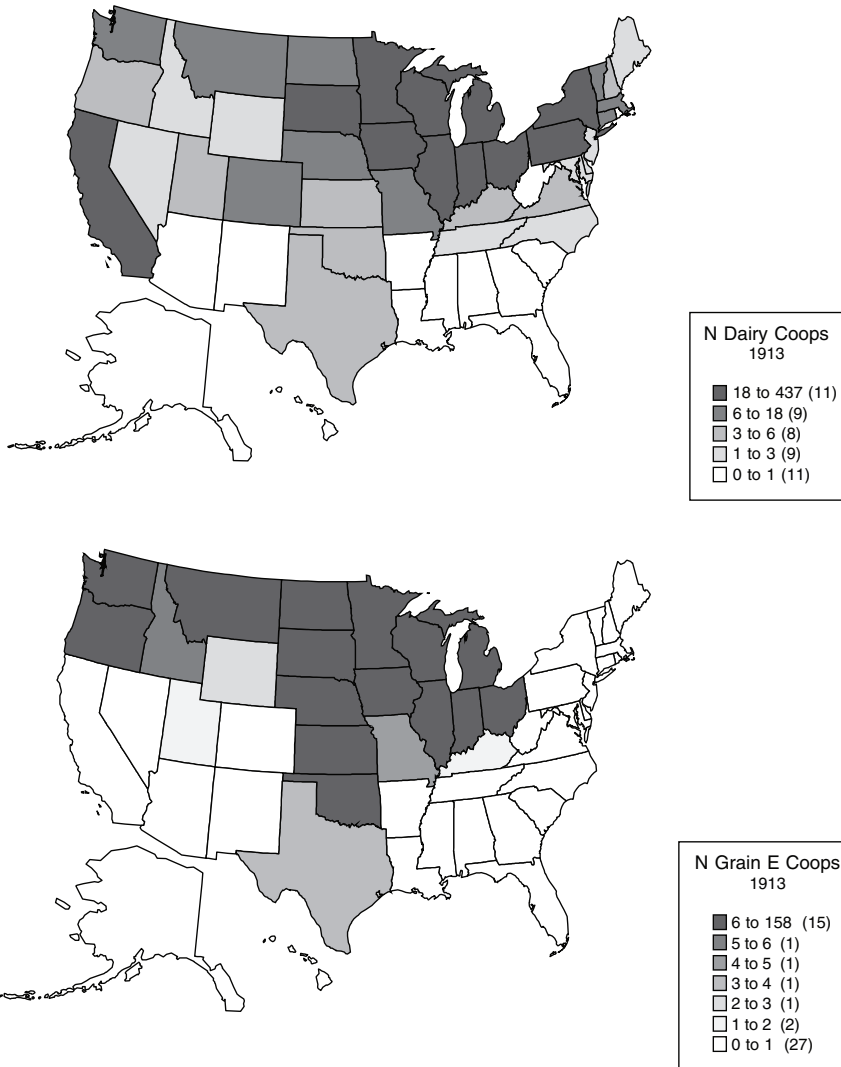 N Dairy Coops
1913
18 to 437 (11)
6 to 18 (9)
3 to 6 (8)
1 to 3 (9)
0 to 1 (11)
N Grain E Coops
1913
6 to 158 (15)
5 to 6 (1)
4 to 5 (1)
3 to 4 (1)
2 to 3 (1)
1 to 2 (2)
0 to 1 (27)